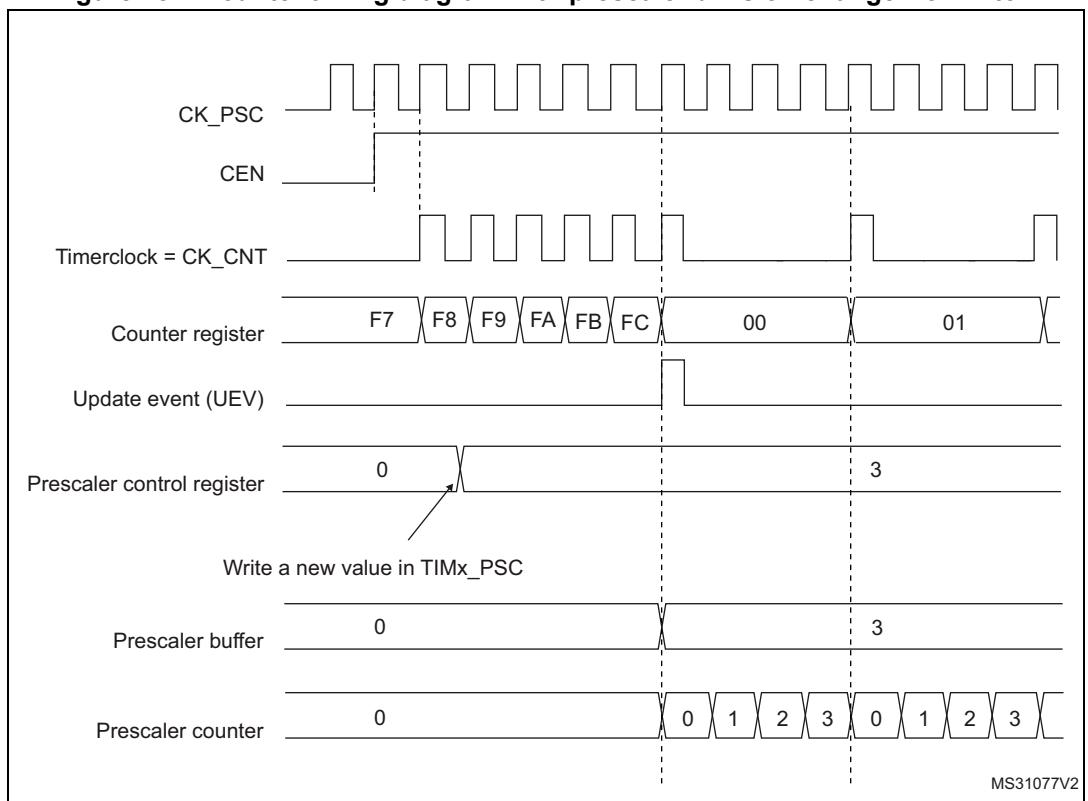 CK_PSC
CEN
Timerclock = CK_CNT
Counter register F7 F8 F9 FA FB FC 00 01
Update event (UEV)
Prescaler control register 0 3
Write a new value in TIMx_PSC
Prescaler buffer 0 3
Prescaler counter 0 0 1 2 3 0 1 2 3
MS31077V2